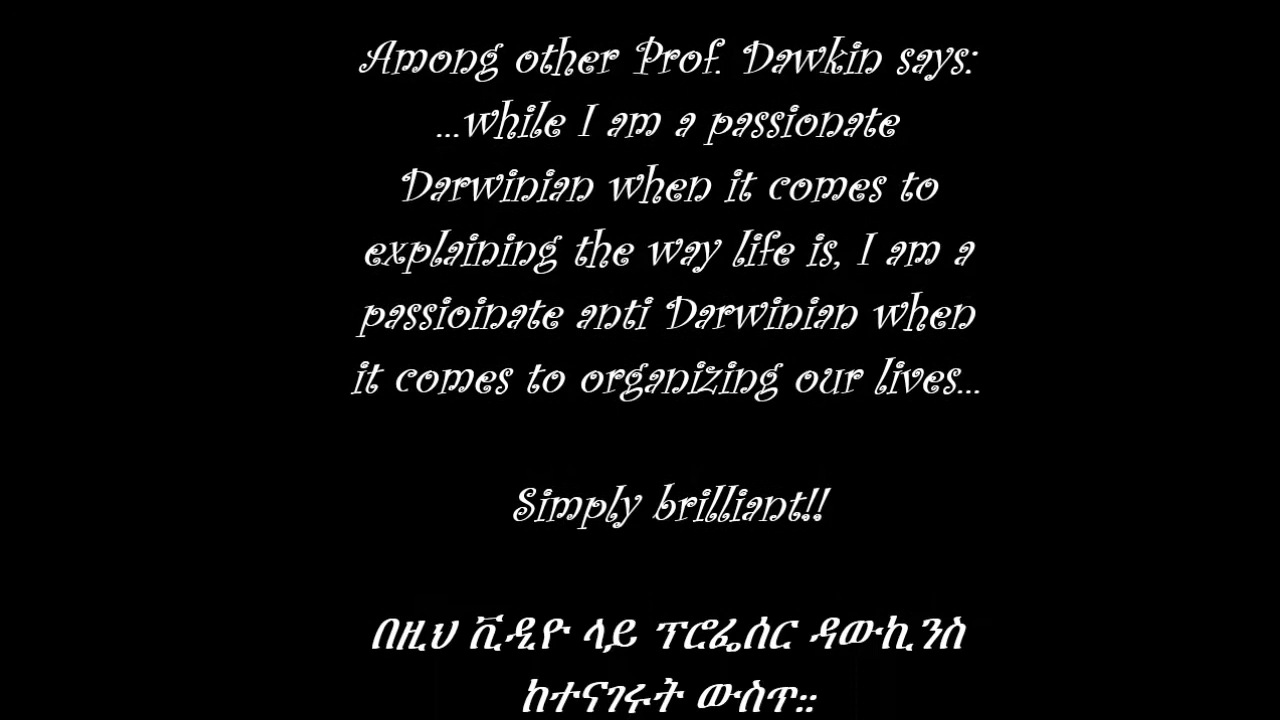 Among other Prof. Dawkin says:
...while I am a passionate
Darwinian when it comes to
explaining the way life is, I am a
passioinate anti Darwinian when
it comes to organizing our lives...
Simply brilliant!!
በዚህ ቪዲዮ ላይ ፕሮፌሰር ዳውኪንስ
ከተናገሩት ውስጥ፡፡